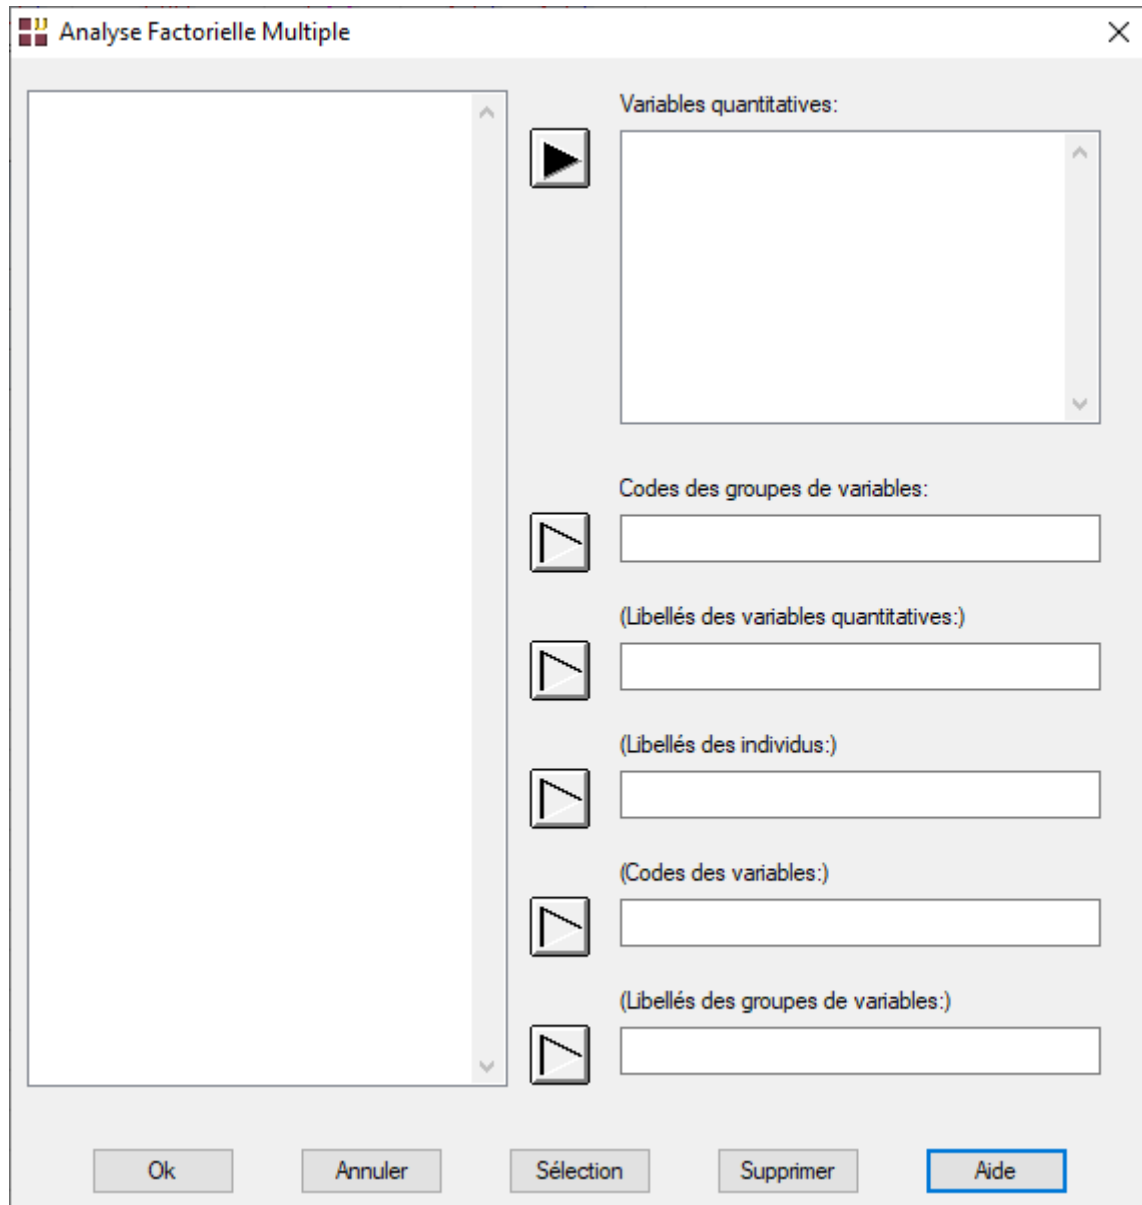 Analyse Factorielle Multiple
Variables quantitatives:
Codes des groupes de variables:
(Libellés des variables quantitatives:)
(Libellés des individus:)
(Codes des variables:)
(Libellés des groupes de variables:)
Ok Annuler Sélection Supprimer Aide